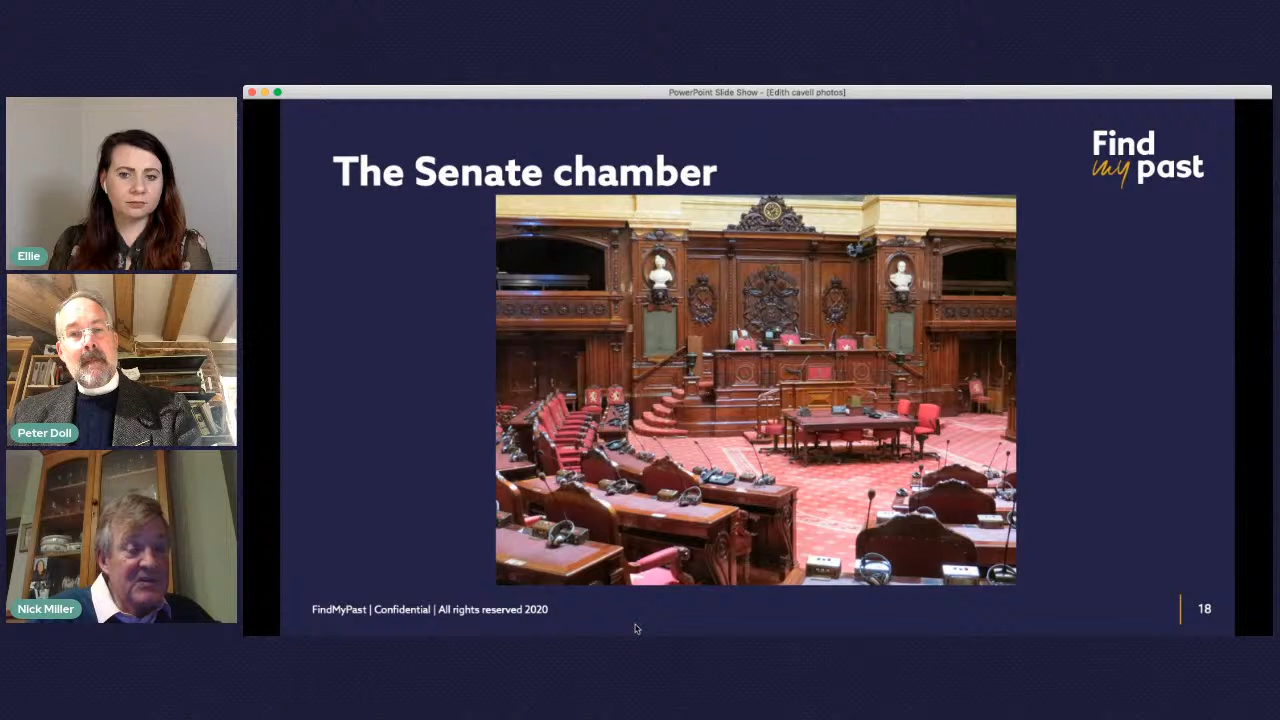 PowerPoint Slide Show - [Edith cavell photos]
The Senate chamber
Find
my past
Ellie
Peter Doll
Nick Miller
FindMyPast | Confidential | All rights reserved 2020
18